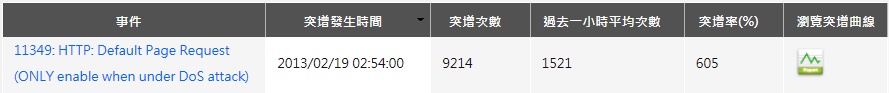 事件 突增發生時間 突增次數 過去一小時平均次數 突增率(%) 瀏覽突增曲線
11349: HTTP: Default Page Request
(ONLY enable when under DoS attack)
2013/02/19 02:54:00 9214 1521 605